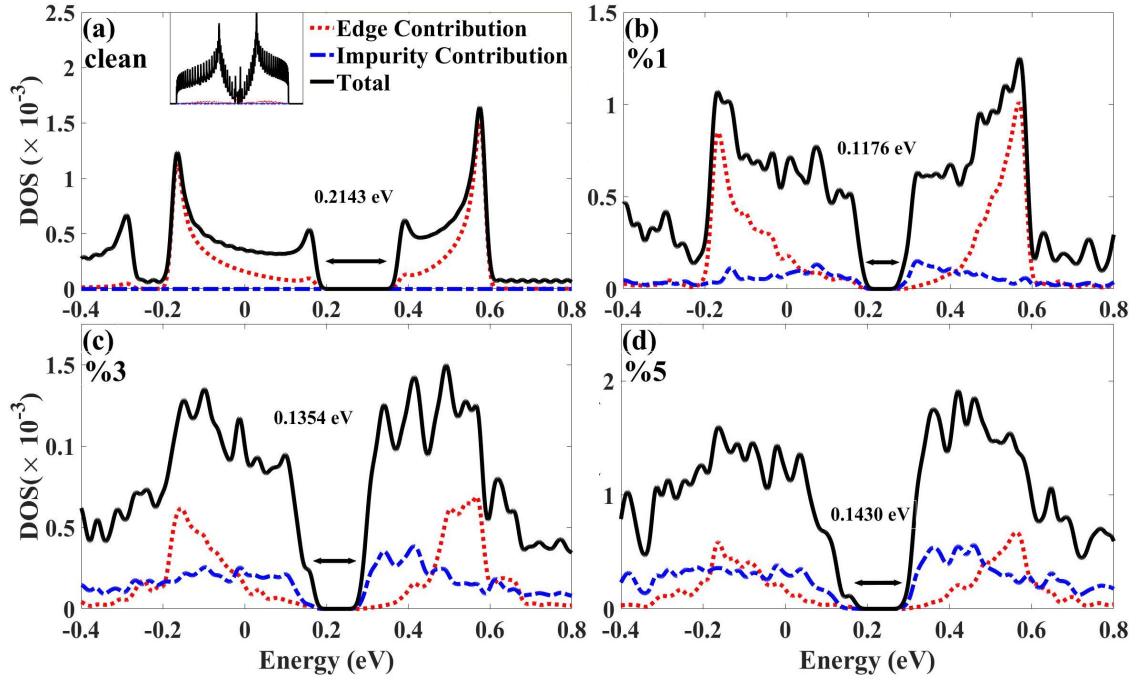 (a)
clean
Edge Contribution
Impurity Contribution
Total
0.2143 eV
DOS (× 10⁻³)
2.5
2
1.5
1
0.5
0
-0.4 -0.2 0 0.2 0.4 0.6 0.8
(b)
%1
0.1176 eV
1.5
1
0.5
0
-0.4 -0.2 0 0.2 0.4 0.6 0.8
(c)
%3
0.1354 eV
DOS(× 10⁻³)
1.5
0.1
0.5
0
-0.4 -0.2 0 0.2 0.4 0.6 0.8
Energy (eV)
(d)
%5
0.1430 eV
2
1
0
-0.4 -0.2 0 0.2 0.4 0.6 0.8
Energy (eV)